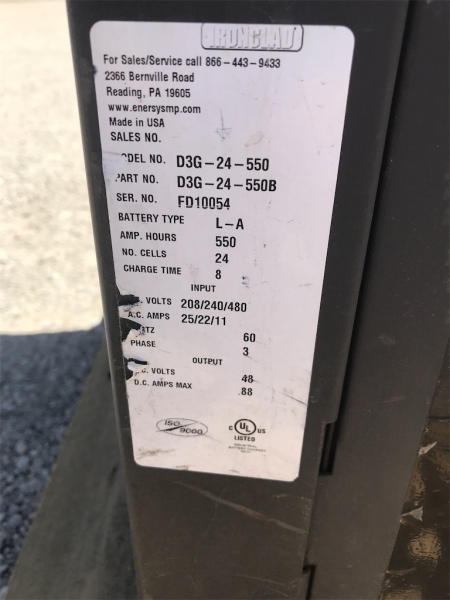 IRONCLAD
For Sales/Service call 866-443-9433
2366 Bernville Road
Reading, PA 19605
www.enersysmp.com
Made in USA
SALES NO.
ODEL NO. D3G-24-550
PART NO. D3G-24-550B
SER. NO. FD10054
BATTERY TYPE L-A
AMP. HOURS 550
NO. CELLS 24
CHARGE TIME 8
INPUT
VOLTS 208/240/480
A.C. AMPS 25/22/11
RTZ 60
PHASE 3
OUTPUT
VOLTS 48
D.C. AMPS MAX 88
ISO 9000
C UL US
LISTED